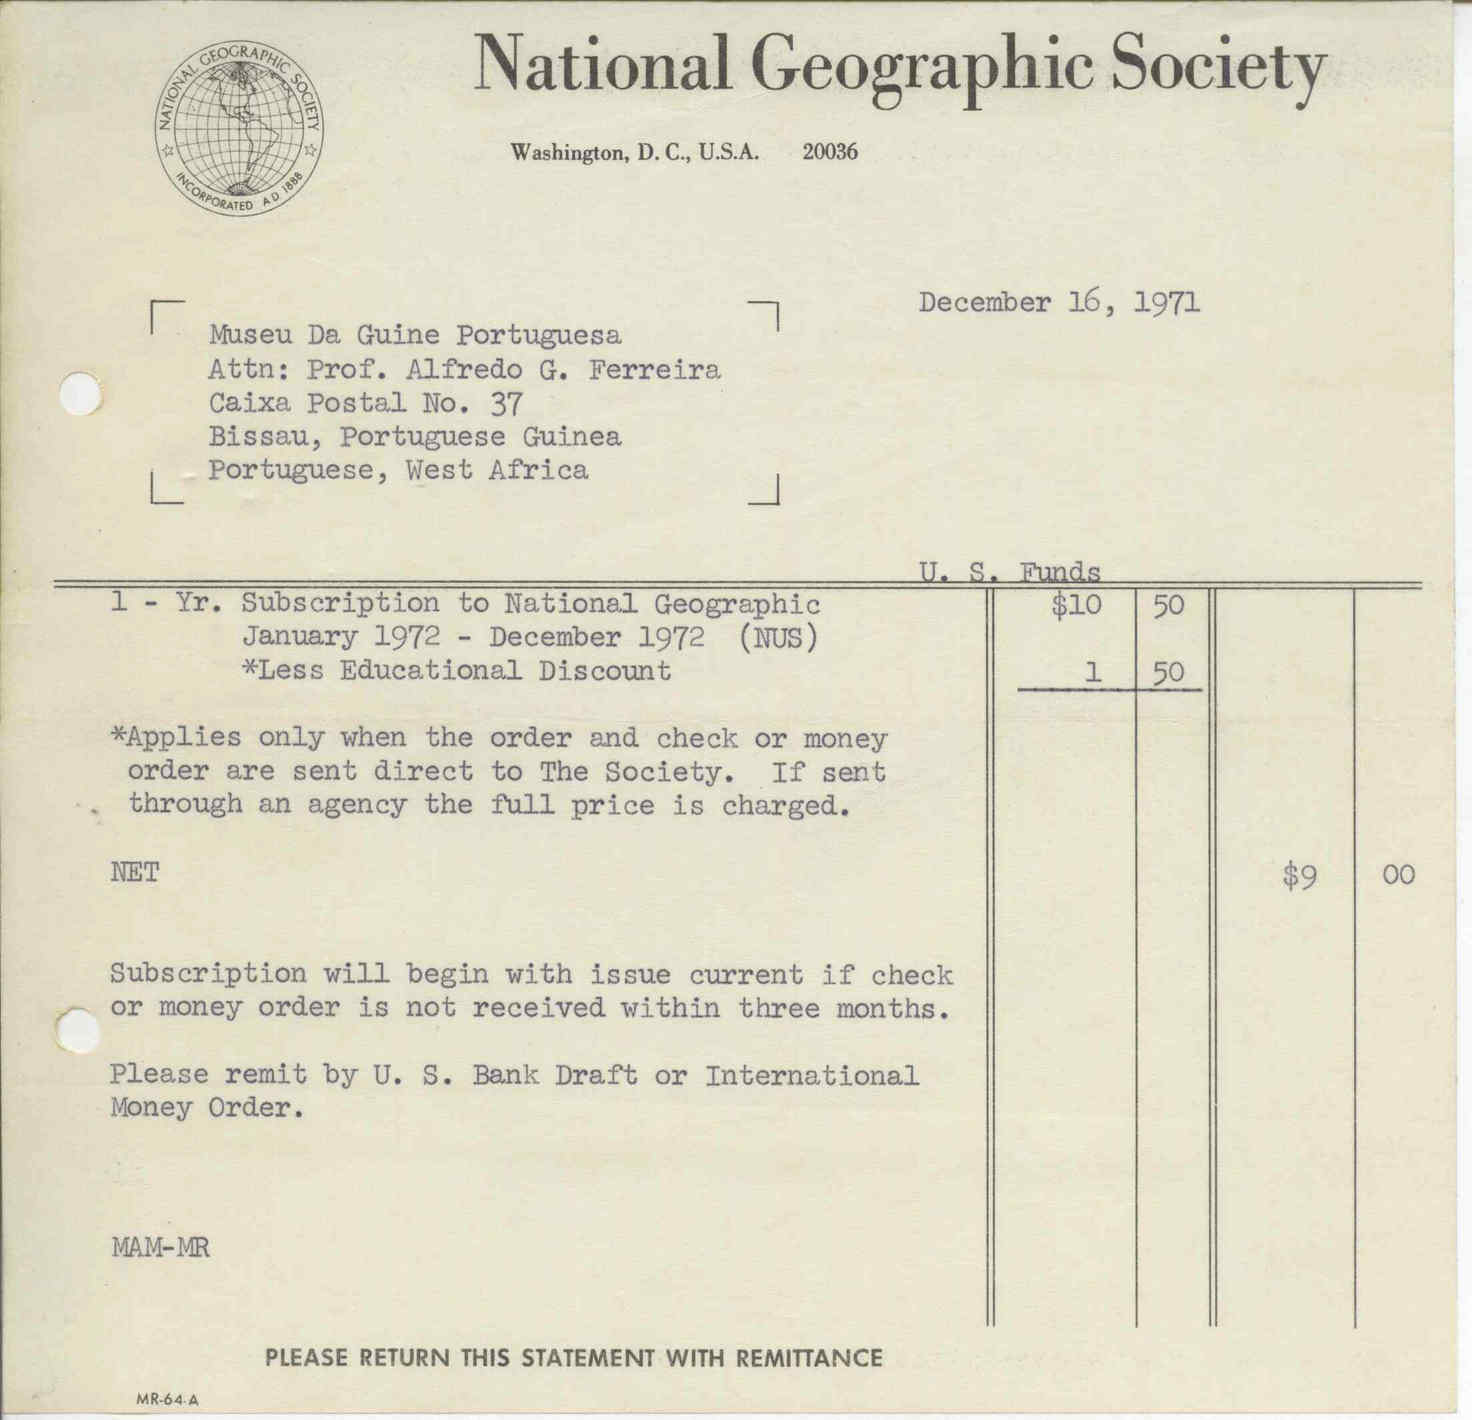 National Geographic Society
NATIONAL GEOGRAPHIC SOCIETY
INCORPORATED A D 1888
Washington, D. C., U.S.A. 20036
December 16, 1971
Museu Da Guine Portuguesa
Attn: Prof. Alfredo G. Ferreira
Caixa Postal No. 37
Bissau, Portuguese Guinea
Portuguese, West Africa
U. S. Funds
1 - Yr. Subscription to National Geographic $10 50
January 1972 - December 1972 (NUS)
*Less Educational Discount 1 50
*Applies only when the order and check or money
order are sent direct to The Society. If sent
through an agency the full price is charged.
NET $9 00
Subscription will begin with issue current if check
or money order is not received within three months.
Please remit by U. S. Bank Draft or International
Money Order.
MAM-MR
PLEASE RETURN THIS STATEMENT WITH REMITTANCE
MR-64-A